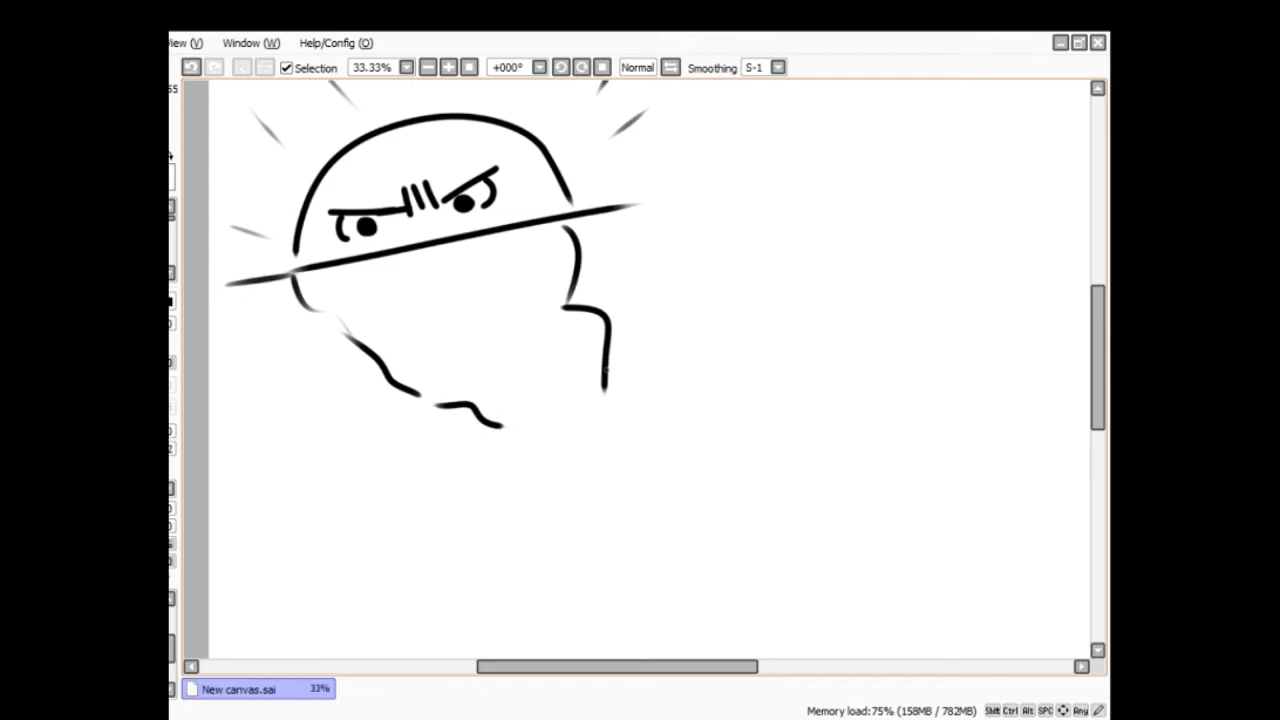 View (V) Window (W) Help/Config (O)
Selection 33.33% +000° Normal Smoothing S-1
New canvas.sai 33%
Memory load: 75% (158MB / 782MB) Shift Ctrl Alt SPC Any